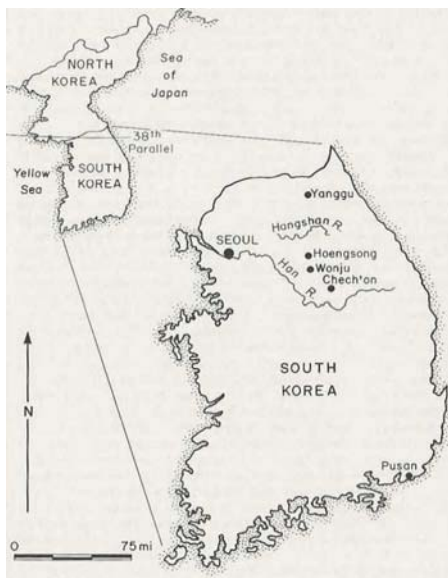 NORTH
KOREA
Sea
of
Japan
38th
Parallel
Yellow
Sea
SOUTH
KOREA
Yanggu
Hongshan R.
SEOUL
Hoengsong
Wonju
Chech'on
Han R.
SOUTH
KOREA
N
Pusan
0 75 mi